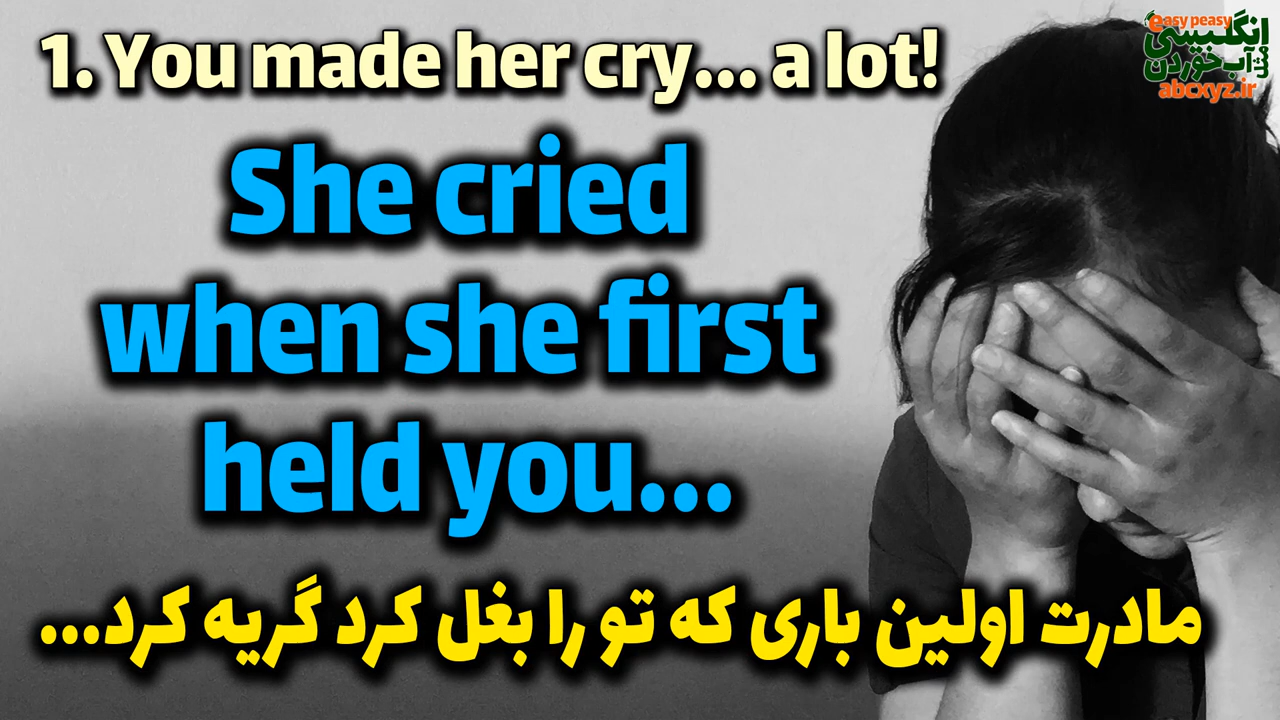 1. You made her cry... a lot!
easy peasy
انگلیسی
مثل آب خوردن
abcxyz.ir
She cried
when she first
held you...
مادرت اولین باری که تو را بغل کرد گریه کرد...